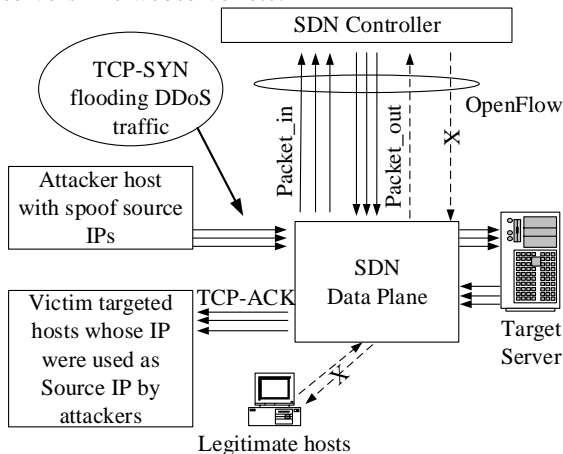 SDN Controller
TCP-SYN
flooding DDoS
traffic
OpenFlow
Packet_in
Packet_out
X
Attacker host
with spoof source
IPs
SDN
Data Plane
TCP-ACK
Victim targeted
hosts whose IP
were used as
Source IP by
attackers
Target
Server
X
Legitimate hosts